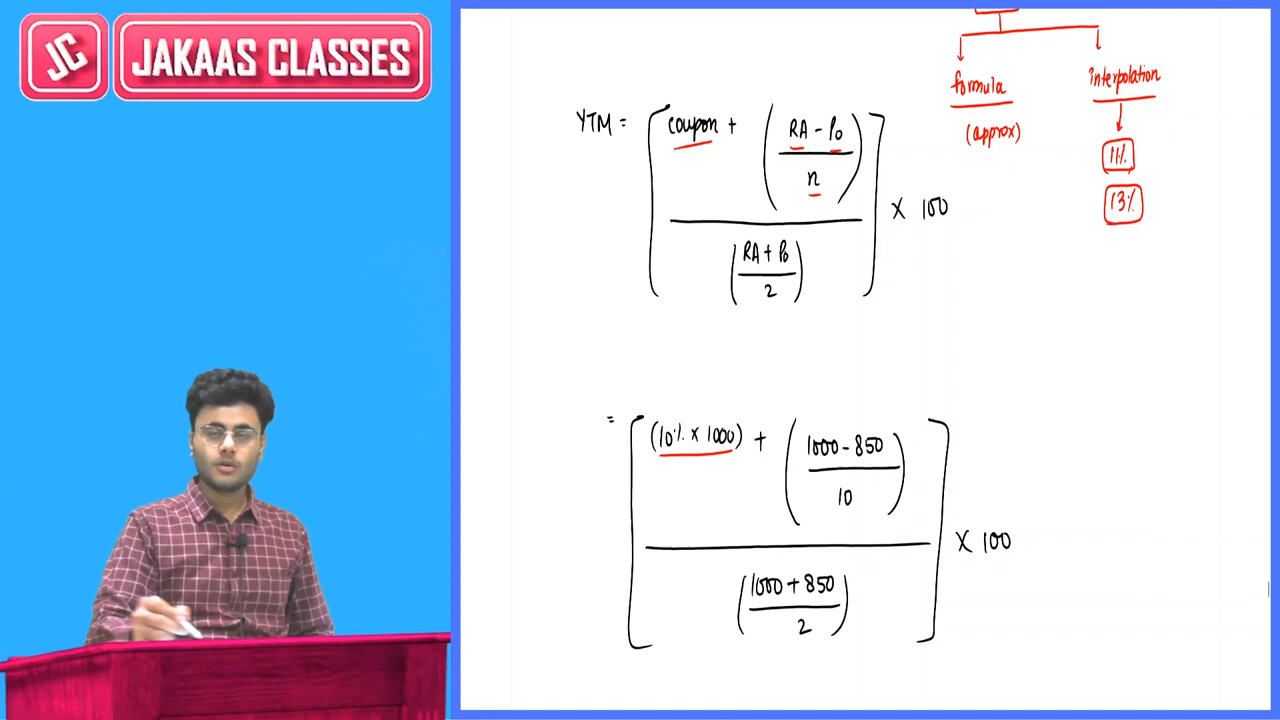 JC
JAKAAS CLASSES
formula
(approx)
interpolation
11%
13%
YTM = [ coupon + ( RA - P₀ / n ) / ( RA + P₀ / 2 ) ] × 100
= [ (10% × 1000) + ( 1000 - 850 / 10 ) / ( 1000 + 850 / 2 ) ] × 100